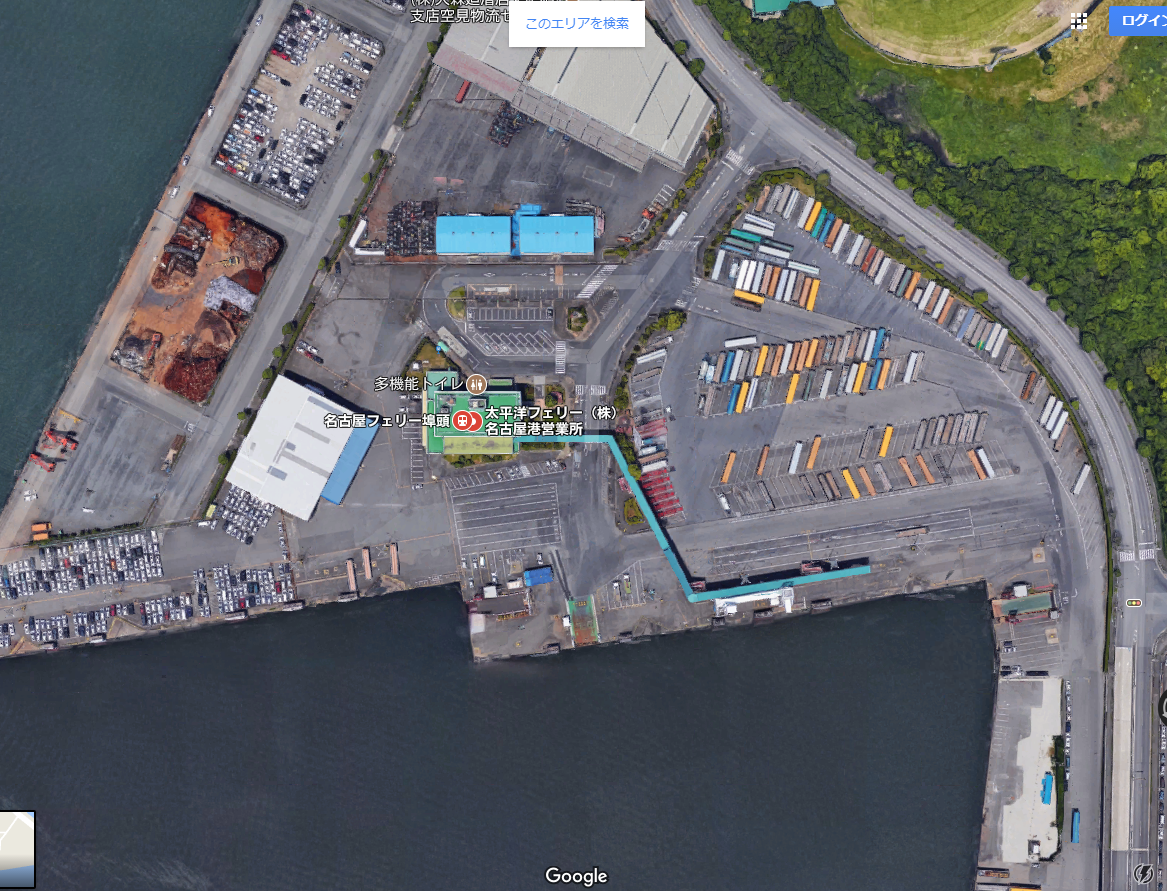 支店空見物流セ
このエリアを検索
ログイン
多機能トイレ
名古屋フェリー埠頭
太平洋フェリー（株）
名古屋港営業所
Google